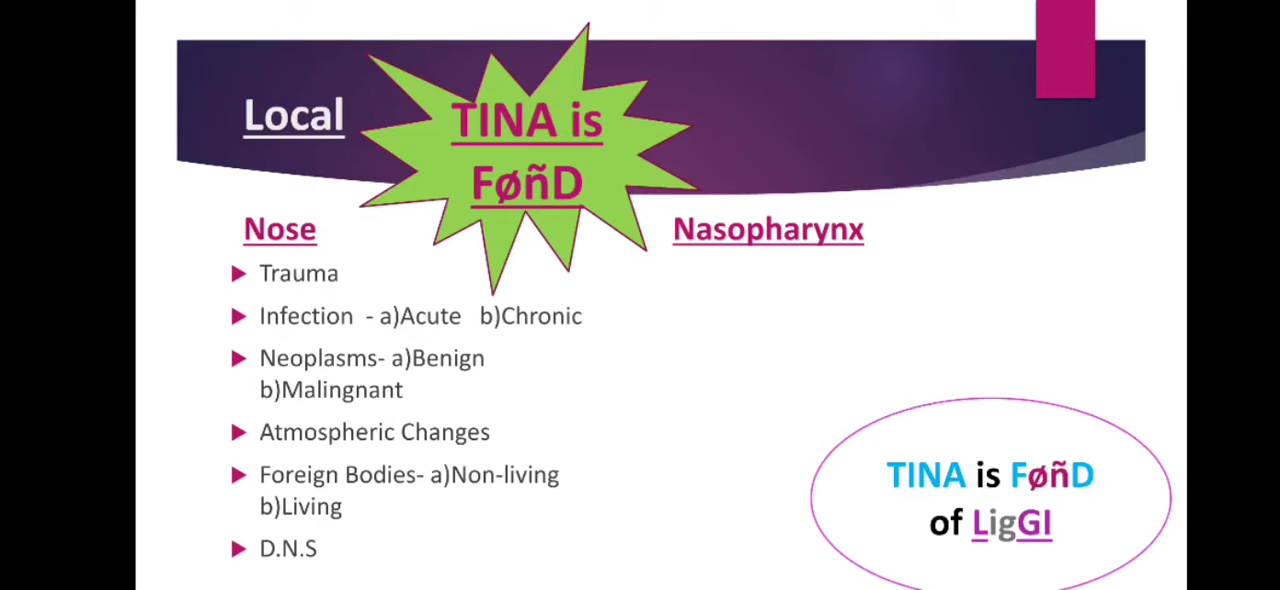 Local
TINA is
FøñD
Nose
Trauma
Infection - a)Acute b)Chronic
Neoplasms- a)Benign
b)Malingnant
Atmospheric Changes
Foreign Bodies- a)Non-living
b)Living
D.N.S
Nasopharynx
TINA is FøñD
of LigGI